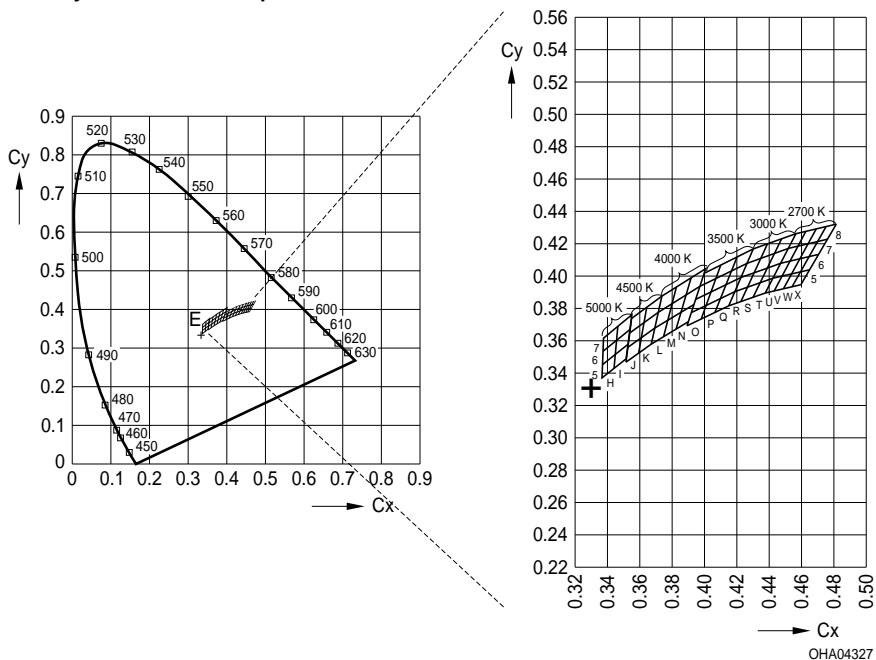 Cy
0.9
0.8
0.7
0.6
0.5
0.4
0.3
0.2
0.1
0
0
0.1
0.2
0.3
0.4
0.5
0.6
0.7
0.8
0.9
Cx
520
530
540
550
560
570
580
590
600
610
620
630
510
500
490
480
470
460
450
E
Cy
0.56
0.54
0.52
0.50
0.48
0.46
0.44
0.42
0.40
0.38
0.36
0.34
0.32
0.30
0.28
0.26
0.24
0.22
0.32
0.34
0.36
0.38
0.40
0.42
0.44
0.46
0.48
0.50
Cx
5000 K
4500 K
4000 K
3500 K
3000 K
2700 K
8
7
6
5
7
6
5
H
I
J
K
L
M
N
O
P
Q
R
S
T
U
V
W
X
OHA04327